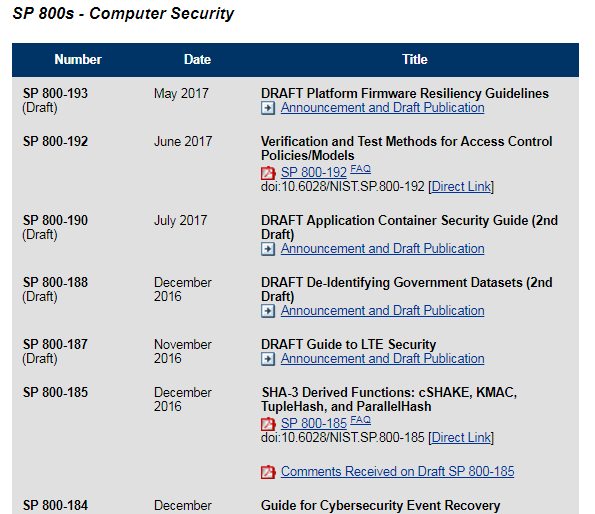 SP 800s - Computer Security
Number Date Title
SP 800-193 May 2017 DRAFT Platform Firmware Resiliency Guidelines
(Draft) Announcement and Draft Publication
SP 800-192 June 2017 Verification and Test Methods for Access Control
Policies/Models
SP 800-192 FAQ
doi:10.6028/NIST.SP.800-192 [Direct Link]
SP 800-190 July 2017 DRAFT Application Container Security Guide (2nd
(Draft) Draft)
Announcement and Draft Publication
SP 800-188 December DRAFT De-Identifying Government Datasets (2nd
(Draft) 2016 Draft)
Announcement and Draft Publication
SP 800-187 November DRAFT Guide to LTE Security
(Draft) 2016 Announcement and Draft Publication
SP 800-185 December SHA-3 Derived Functions: cSHAKE, KMAC,
2016 TupleHash, and ParallelHash
SP 800-185 FAQ
doi:10.6028/NIST.SP.800-185 [Direct Link]
Comments Received on Draft SP 800-185
SP 800-184 December Guide for Cybersecurity Event Recovery